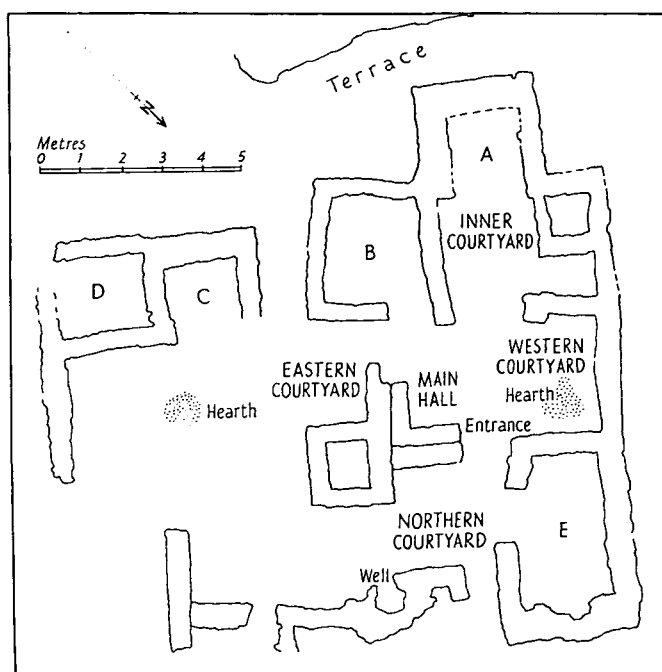 Terrace
N
Metres
0 1 2 3 4 5
A
INNER
COURTYARD
B
D
C
WESTERN
COURTYARD
Hearth
EASTERN
COURTYARD
MAIN
HALL
Hearth
Entrance
NORTHERN
COURTYARD
E
Well